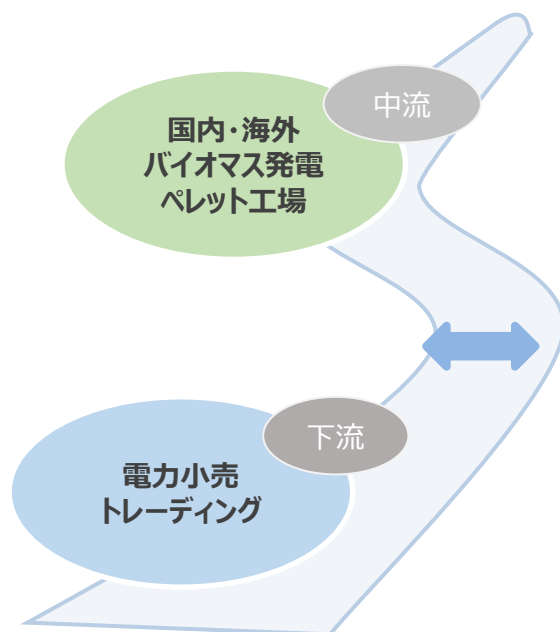 中流
国内・海外
バイオマス発電
ペレット工場
下流
電力小売
トレーディング